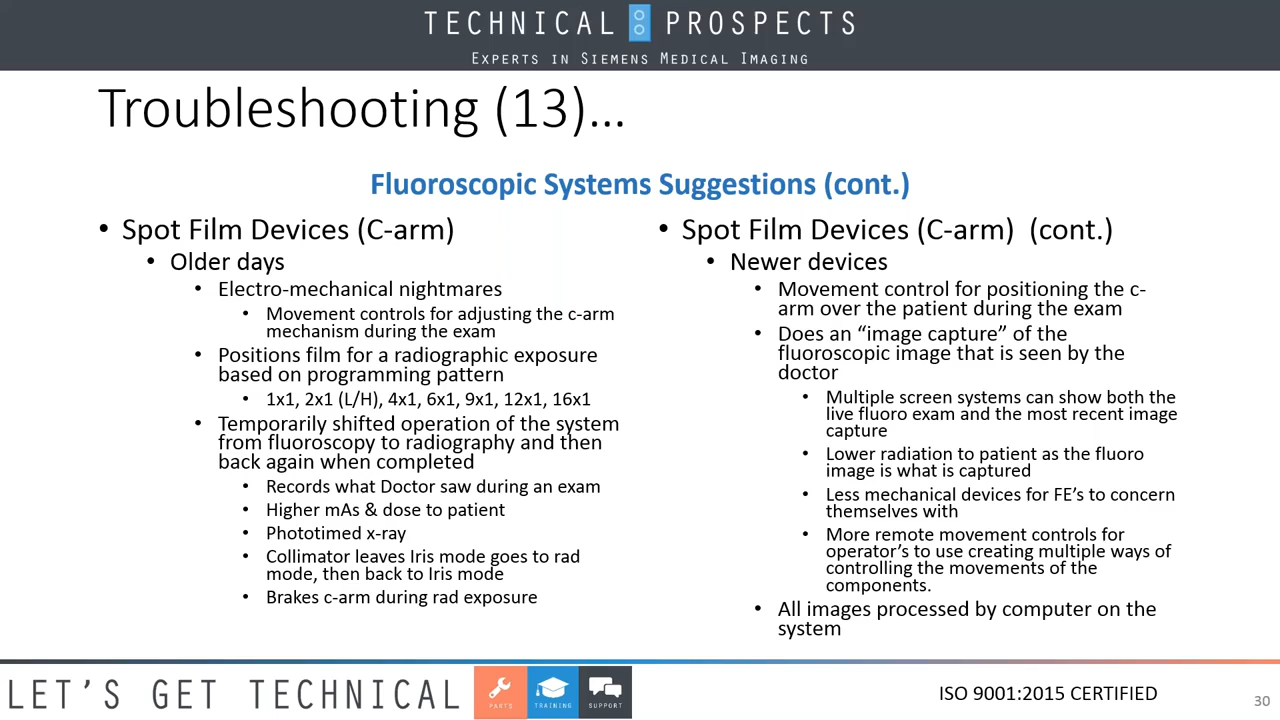 TECHNICAL PROSPECTS
EXPERTS IN SIEMENS MEDICAL IMAGING
Troubleshooting (13)...
Fluoroscopic Systems Suggestions (cont.)
• Spot Film Devices (C-arm)
• Older days
• Electro-mechanical nightmares
• Movement controls for adjusting the c-arm
mechanism during the exam
• Positions film for a radiographic exposure
based on programming pattern
• 1x1, 2x1 (L/H), 4x1, 6x1, 9x1, 12x1, 16x1
• Temporarily shifted operation of the system
from fluoroscopy to radiography and then
back again when completed
• Records what Doctor saw during an exam
• Higher mAs & dose to patient
• Phototimed x-ray
• Collimator leaves Iris mode goes to rad
mode, then back to Iris mode
• Brakes c-arm during rad exposure
• Spot Film Devices (C-arm) (cont.)
• Newer devices
• Movement control for positioning the c-
arm over the patient during the exam
• Does an “image capture” of the
fluoroscopic image that is seen by the
doctor
• Multiple screen systems can show both the
live fluoro exam and the most recent image
capture
• Lower radiation to patient as the fluoro
image is what is captured
• Less mechanical devices for FE’s to concern
themselves with
• More remote movement controls for
operator’s to use creating multiple ways of
controlling the movements of the
components.
• All images processed by computer on the
system
LET’S GET TECHNICAL
PARTS
TRAINING
SUPPORT
ISO 9001:2015 CERTIFIED
30